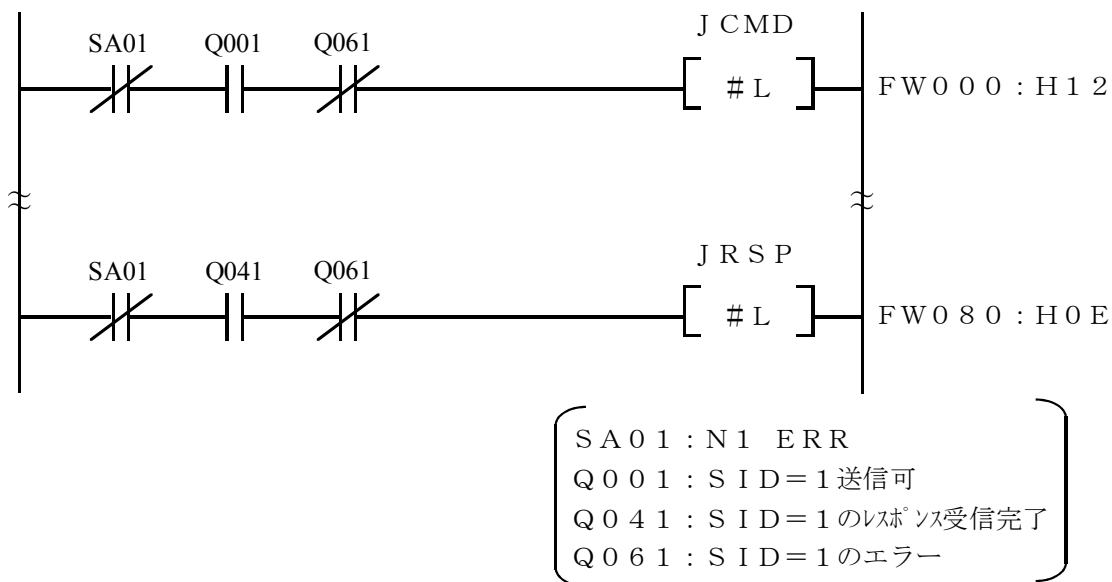 J CMD
SA01 Q001 Q061
#L FW000:H12
JRSP
SA01 Q041 Q061
#L FW080:H0E
SA01:N1 ERR
Q001:SID=1送信可
Q041:SID=1のﾚｽﾎﾟﾝｽ受信完了
Q061:SID=1のエラー